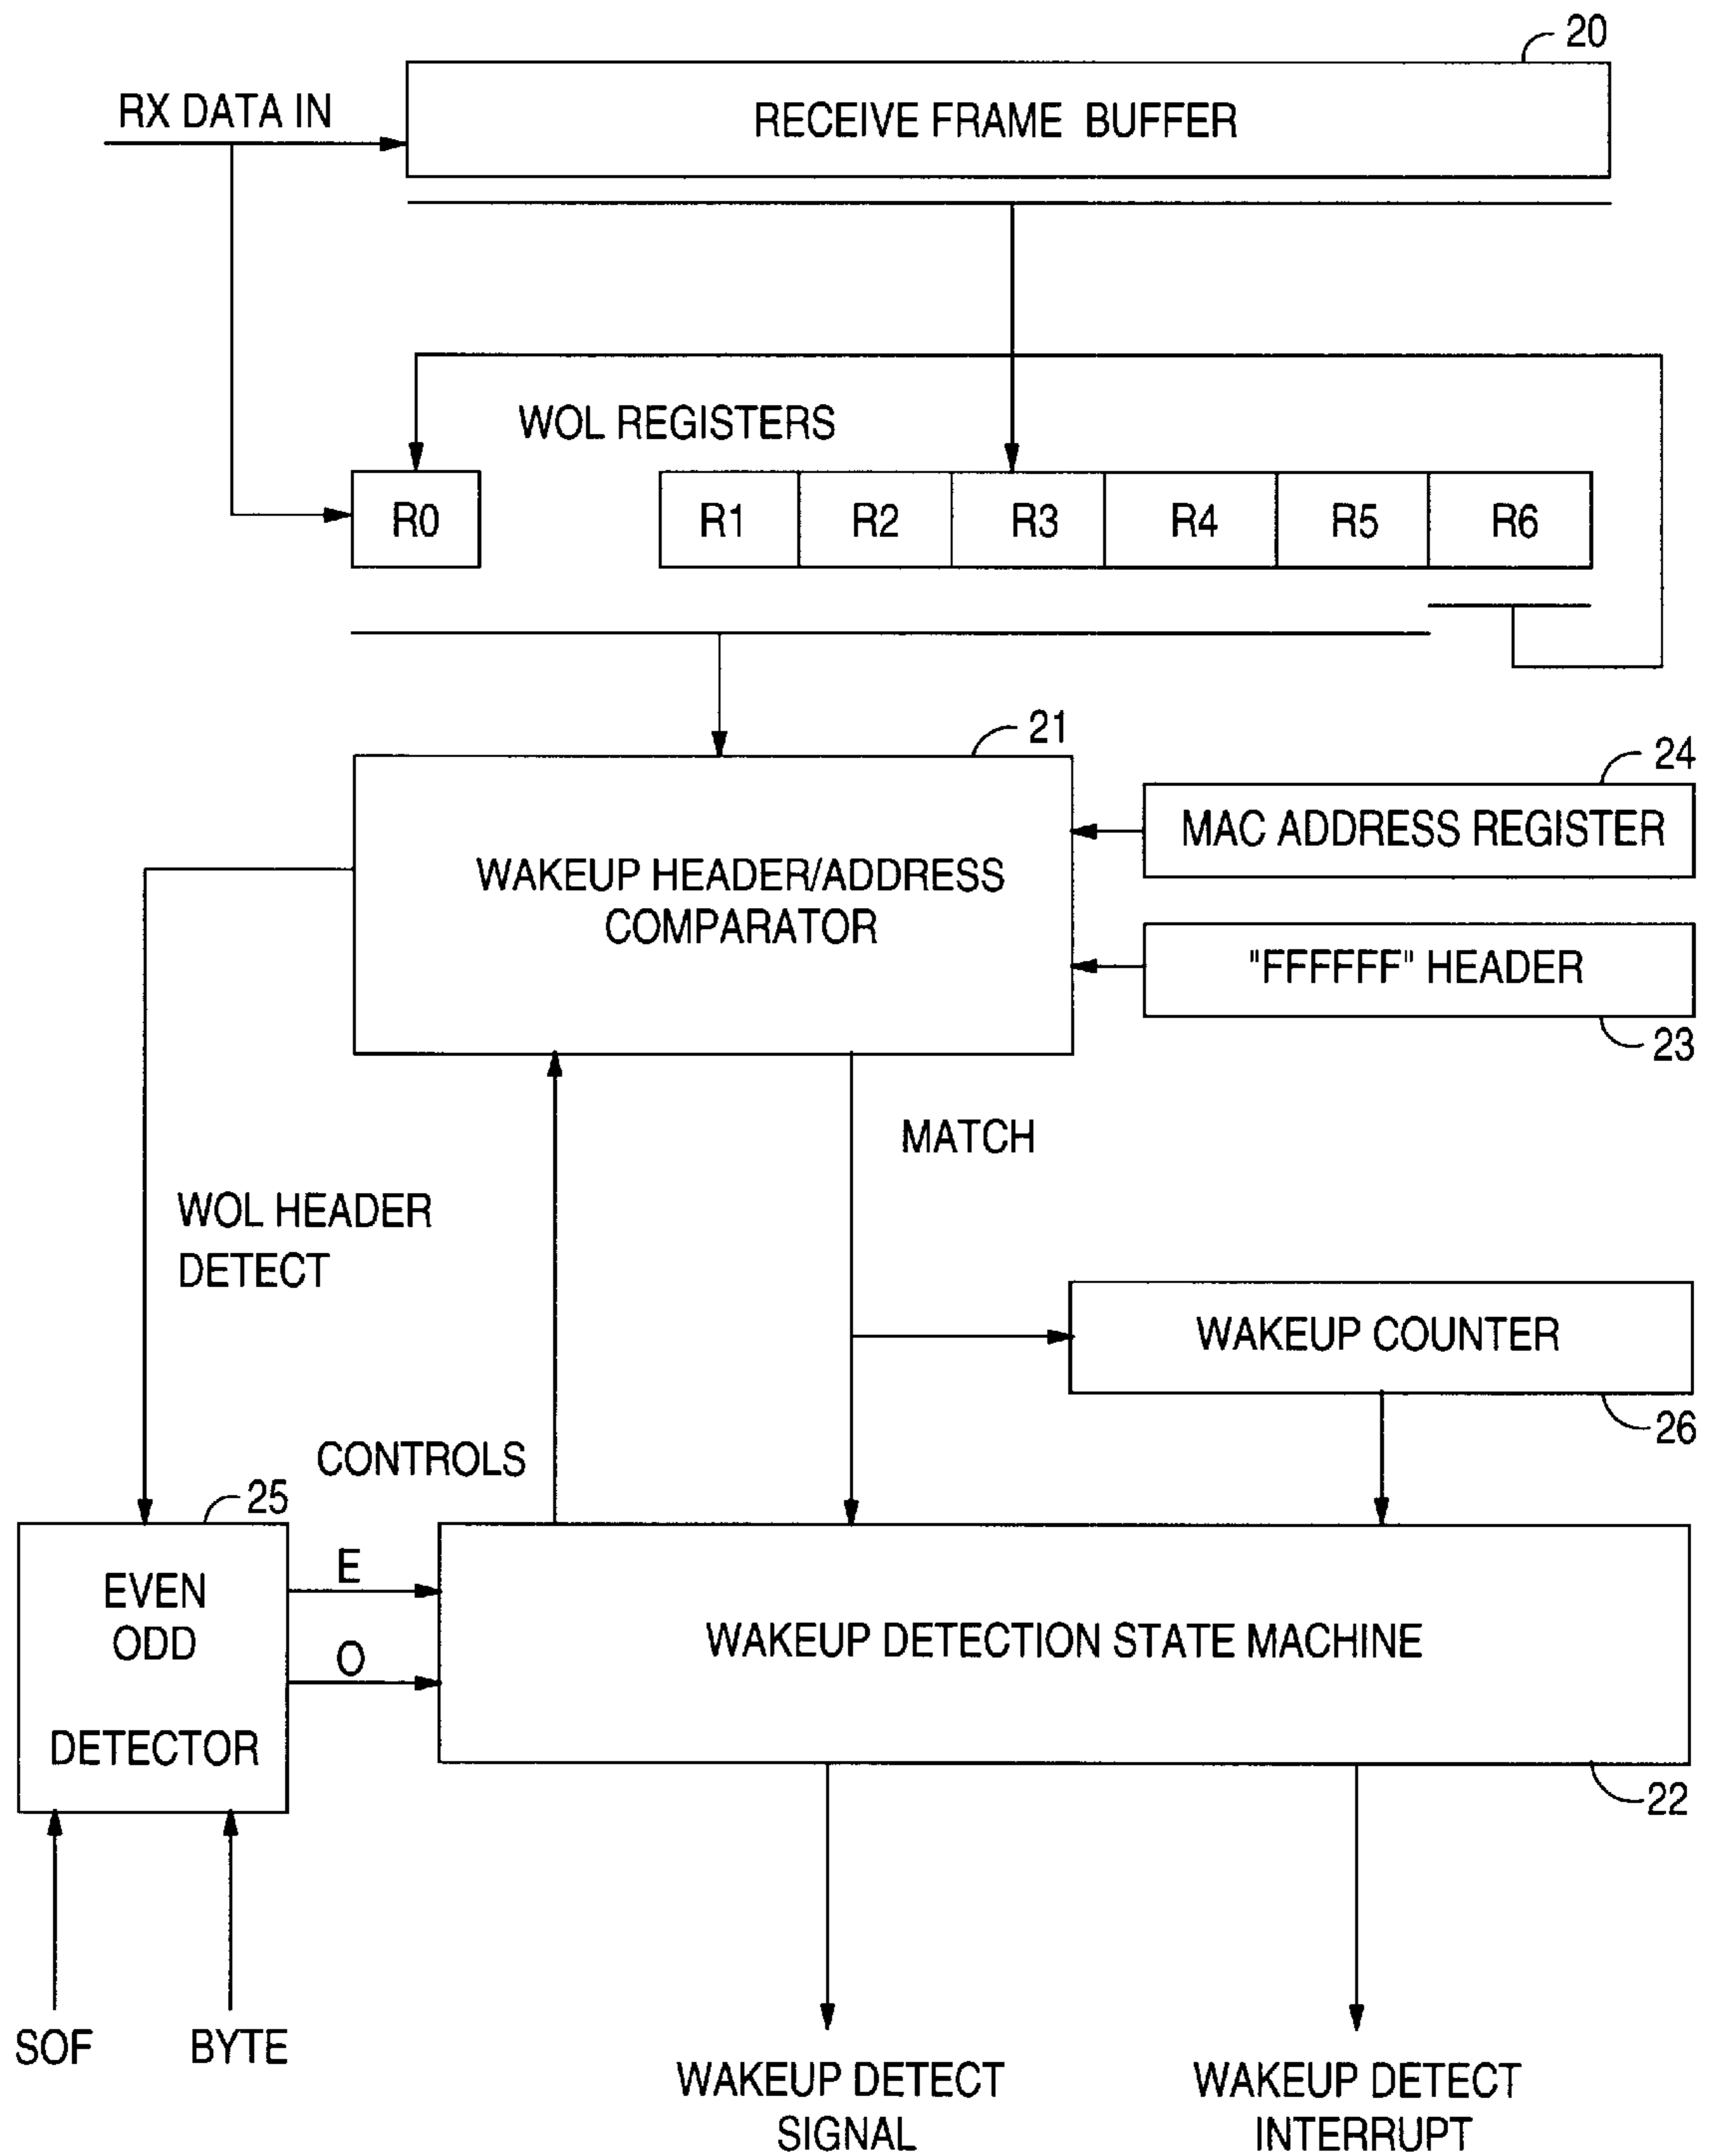 20
RX DATA IN
RECEIVE FRAME BUFFER
WOL REGISTERS
R0 R1 R2 R3 R4 R5 R6
21
24
MAC ADDRESS REGISTER
WAKEUP HEADER/ADDRESS
COMPARATOR
"FFFFFF" HEADER
23
MATCH
WOL HEADER
DETECT
WAKEUP COUNTER
26
CONTROLS
25
EVEN
ODD
DETECTOR
E
O
WAKEUP DETECTION STATE MACHINE
22
SOF
BYTE
WAKEUP DETECT
SIGNAL
WAKEUP DETECT
INTERRUPT